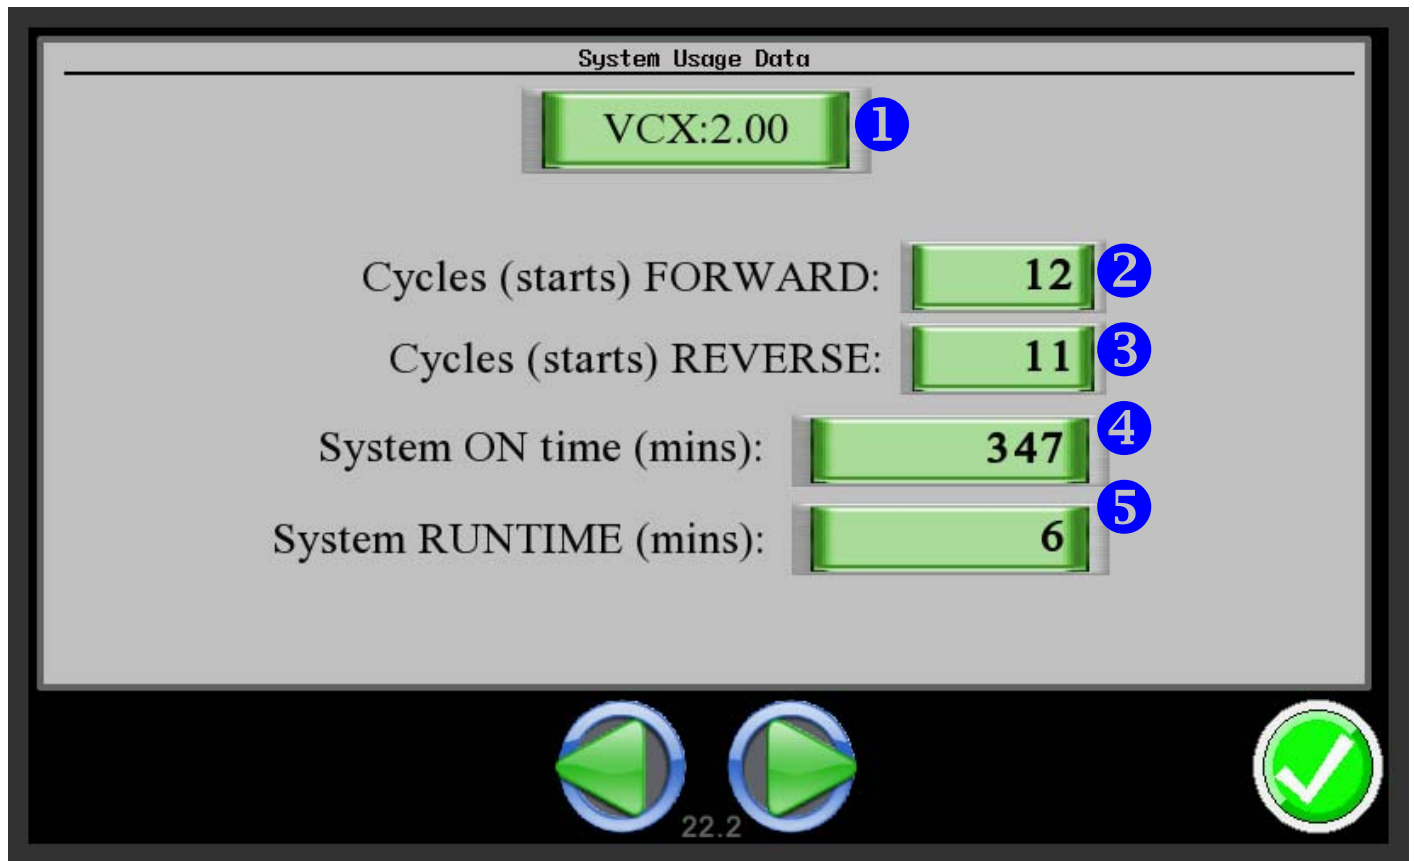 System Usage Data
VCX:2.00 1
Cycles (starts) FORWARD: 12 2
Cycles (starts) REVERSE: 11 3
System ON time (mins): 347 4
System RUNTIME (mins): 6 5
22.2